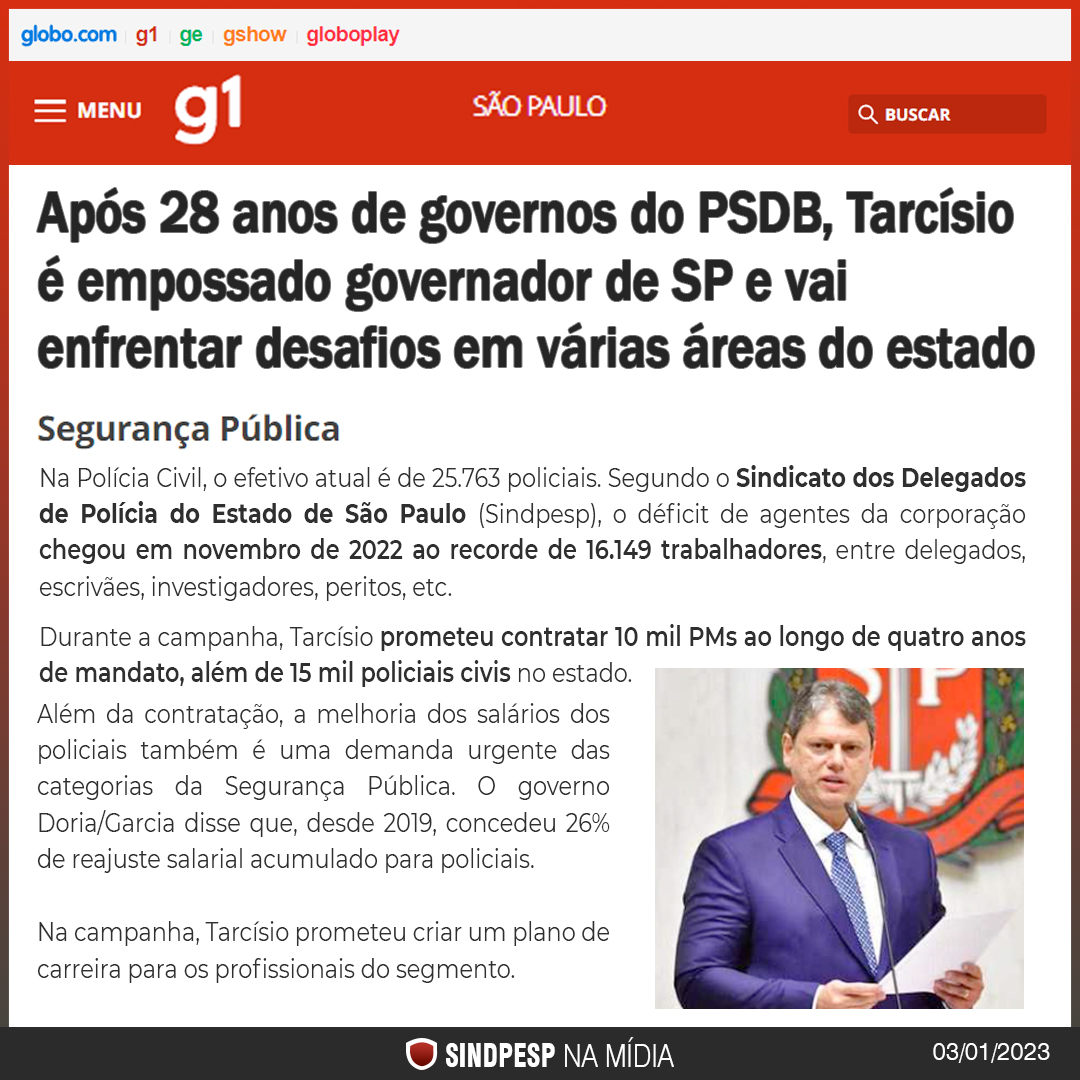 globo.com g1 ge gshow globoplay
MENU g1 SÃO PAULO BUSCAR
Após 28 anos de governos do PSDB, Tarcísio
é empossado governador de SP e vai
enfrentar desafios em várias áreas do estado
Segurança Pública
Na Polícia Civil, o efetivo atual é de 25.763 policiais. Segundo o Sindicato dos Delegados
de Polícia do Estado de São Paulo (Sindpesp), o déficit de agentes da corporação
chegou em novembro de 2022 ao recorde de 16.149 trabalhadores, entre delegados,
escrivães, investigadores, peritos, etc.
Durante a campanha, Tarcísio prometeu contratar 10 mil PMs ao longo de quatro anos
de mandato, além de 15 mil policiais civis no estado.
Além da contratação, a melhoria dos salários dos
policiais também é uma demanda urgente das
categorias da Segurança Pública. O governo
Doria/Garcia disse que, desde 2019, concedeu 26%
de reajuste salarial acumulado para policiais.
Na campanha, Tarcísio prometeu criar um plano de
carreira para os profissionais do segmento.
SP
SINDPESP NA MÍDIA
03/01/2023